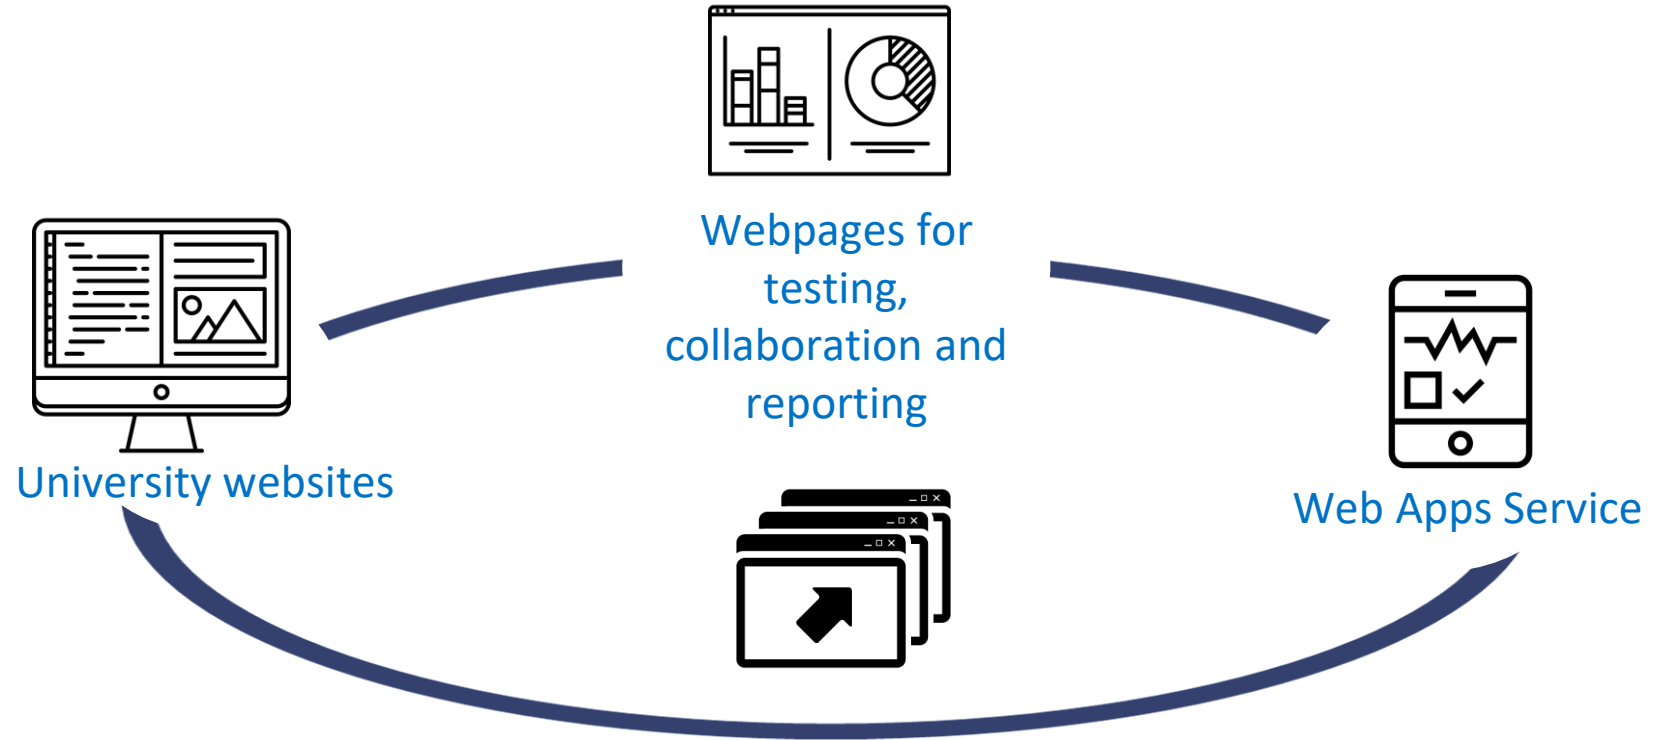 Webpages for
testing,
collaboration and
reporting
University websites
Web Apps Service